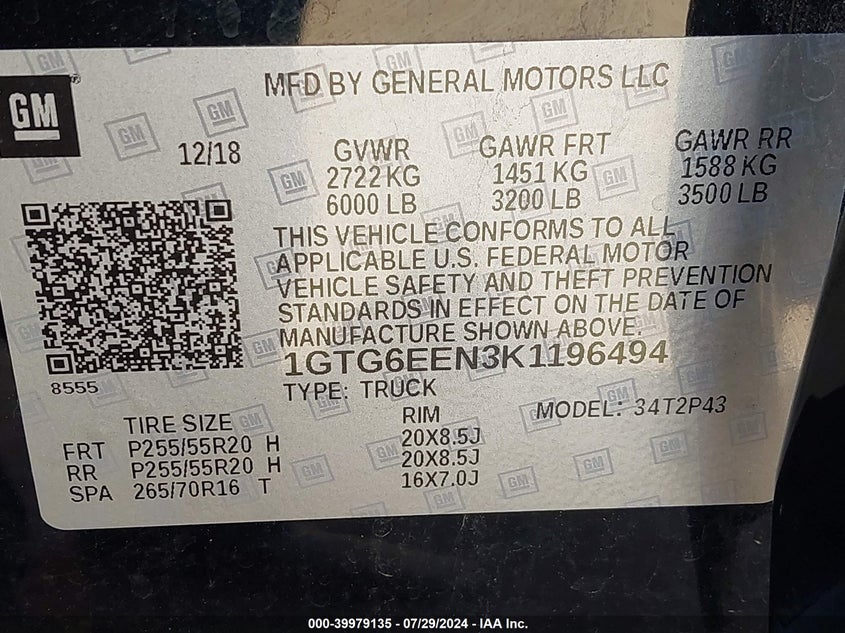 GM
MFD BY GENERAL MOTORS LLC
12/18 GVWR GAWR FRT GAWR RR
2722 KG 1451 KG 1588 KG
6000 LB 3200 LB 3500 LB
THIS VEHICLE CONFORMS TO ALL
APPLICABLE U.S. FEDERAL MOTOR
VEHICLE SAFETY AND THEFT PREVENTION
STANDARDS IN EFFECT ON THE DATE OF
MANUFACTURE SHOWN ABOVE.
1GTG6EEN3K1196494
8555
TYPE: TRUCK
MODEL: 34T2P43
TIRE SIZE RIM
FRT P255/55R20 H 20X8.5J
RR P255/55R20 H 20X8.5J
SPA 265/70R16 T 16X7.0J
000-39979135 - 07/29/2024 - IAA Inc.